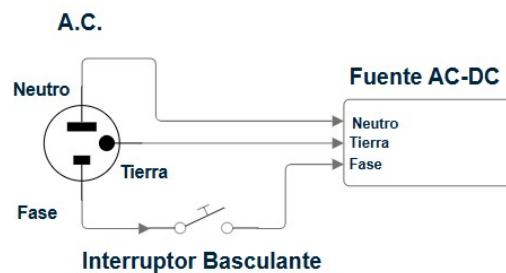 A.C.
Fuente AC-DC
Neutro
Neutro
Tierra
Tierra
Fase
Fase
Interruptor Basculante